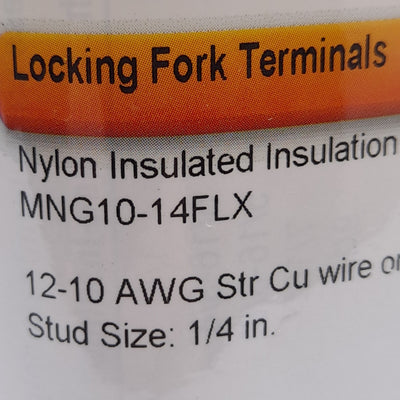 Locking Fork Terminals
Nylon Insulated Insulation
MNG10-14FLX
12-10 AWG Str Cu wire
Stud Size: 1/4 in.